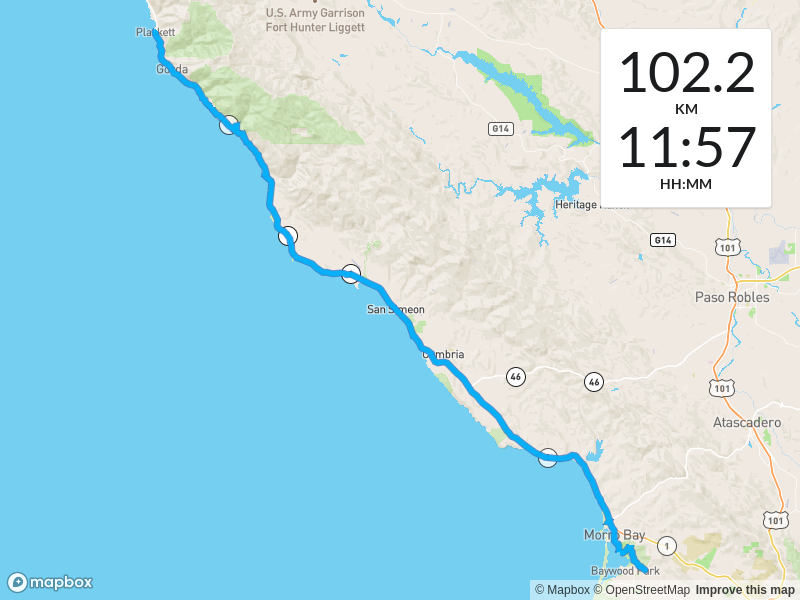 U.S. Army Garrison
Fort Hunter Liggett
Plaskett
Gorda
102.2
KM
11:57
HH:MM
G14
Heritage Ranch
G14
101
Paso Robles
San Simeon
Cambria
46
46
101
Atascadero
101
Morro Bay
1
Baywood Park
mapbox
© Mapbox © OpenStreetMap Improve this map